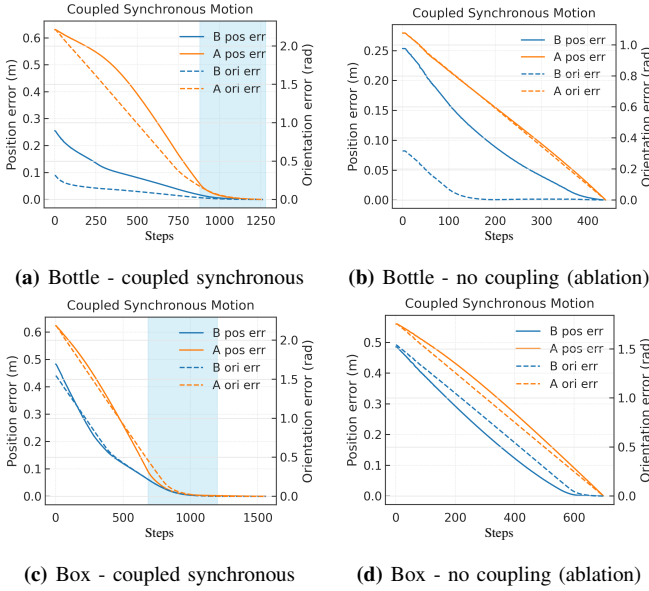 Coupled Synchronous Motion
Position error (m)
0.6
0.5
0.4
0.3
0.2
0.1
0.0
B pos err
A pos err
B ori err
A ori err
2.0
1.5
1.0
0.5
0.0
Orientation error (rad)
0 250 500 750 1000 1250
Steps
(a) Bottle - coupled synchronous
Coupled Synchronous Motion
Position error (m)
0.25
0.20
0.15
0.10
0.05
0.00
B pos err
A pos err
B ori err
A ori err
1.0
0.8
0.6
0.4
0.2
0.0
Orientation error (rad)
0 100 200 300 400
Steps
(b) Bottle - no coupling (ablation)
Coupled Synchronous Motion
Position error (m)
0.6
0.5
0.4
0.3
0.2
0.1
0.0
B pos err
A pos err
B ori err
A ori err
2.0
1.5
1.0
0.5
0.0
Orientation error (rad)
0 500 1000 1500
Steps
(c) Box - coupled synchronous
Coupled Synchronous Motion
Position error (m)
0.5
0.4
0.3
0.2
0.1
0.0
B pos err
A pos err
B ori err
A ori err
1.5
1.0
0.5
0.0
Orientation error (rad)
0 200 400 600
Steps
(d) Box - no coupling (ablation)